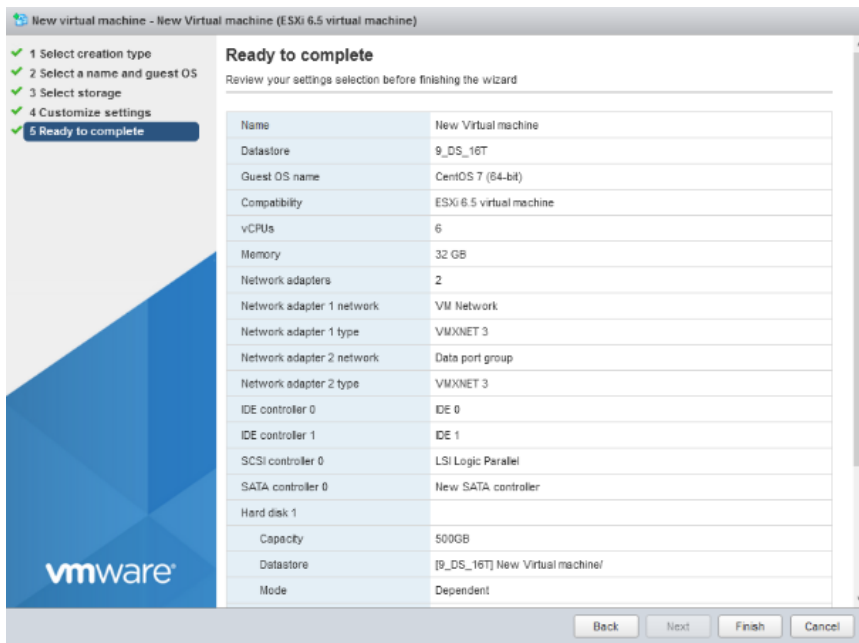 New virtual machine - New Virtual machine (ESXi 6.5 virtual machine)
1 Select creation type
2 Select a name and guest OS
3 Select storage
4 Customize settings
5 Ready to complete
Ready to complete
Review your settings selection before finishing the wizard
Name New Virtual machine
Datastore 9_DS_16T
Guest OS name CentOS 7 (64-bit)
Compatibility ESXi 6.5 virtual machine
vCPUs 6
Memory 32 GB
Network adapters 2
Network adapter 1 network VM Network
Network adapter 1 type VMXNET 3
Network adapter 2 network Data port group
Network adapter 2 type VMXNET 3
IDE controller 0 IDE 0
IDE controller 1 IDE 1
SCSI controller 0 LSI Logic Parallel
SATA controller 0 New SATA controller
Hard disk 1
Capacity 500GB
Datastore [9_DS_16T] New Virtual machine/
Mode Dependent
vmware
Back Next Finish Cancel